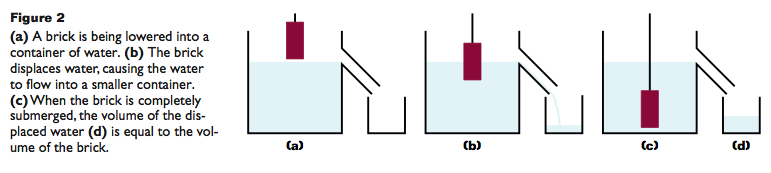 Figure 2
(a) A brick is being lowered into a
container of water. (b) The brick
displaces water, causing the water
to flow into a smaller container.
(c) When the brick is completely
submerged, the volume of the dis-
placed water (d) is equal to the vol-
ume of the brick.
(a) (b) (c) (d)